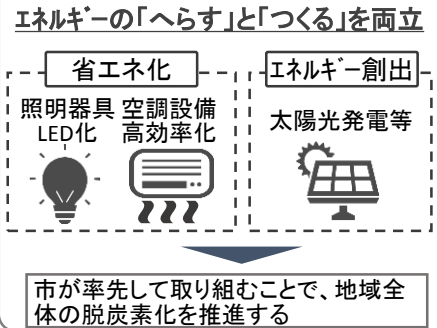 ｴﾈﾙｷﾞｰの「へらす」と「つくる」を両立
省エネ化
照明器具
LED化
空調設備
高効率化
ｴﾈﾙｷﾞｰ創出
太陽光発電等
市が率先して取り組むことで、地域全
体の脱炭素化を推進する